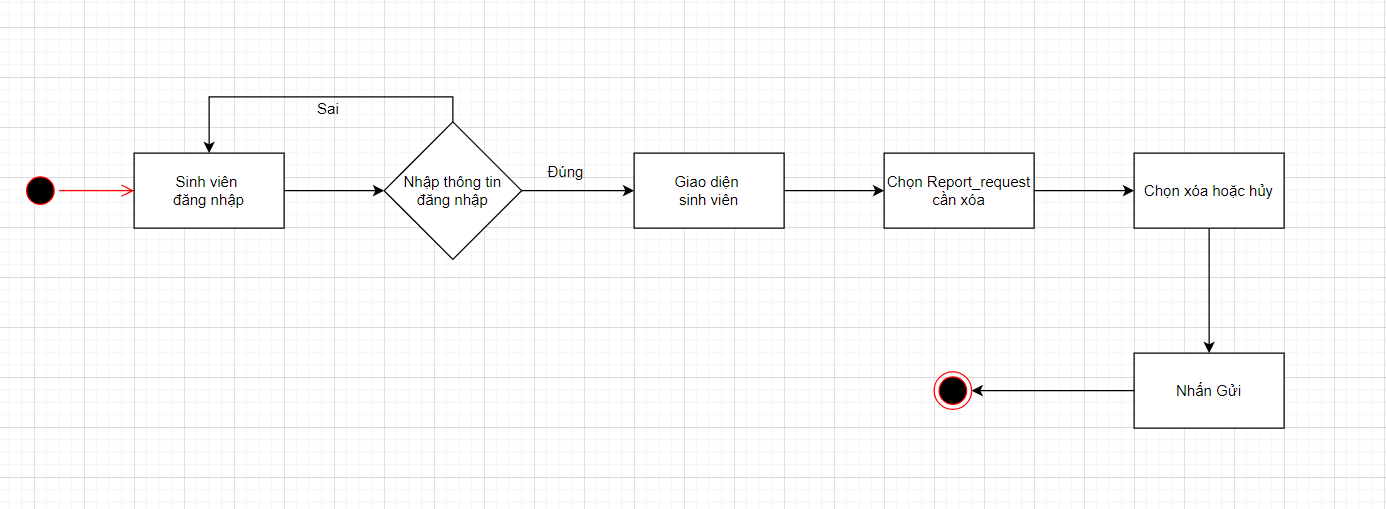 Sai
Sinh viên
đăng nhập
Nhập thông tin
đăng nhập
Đúng
Giao diện
sinh viên
Chọn Report_request
cần xóa
Chọn xóa hoặc hủy
Nhấn Gửi